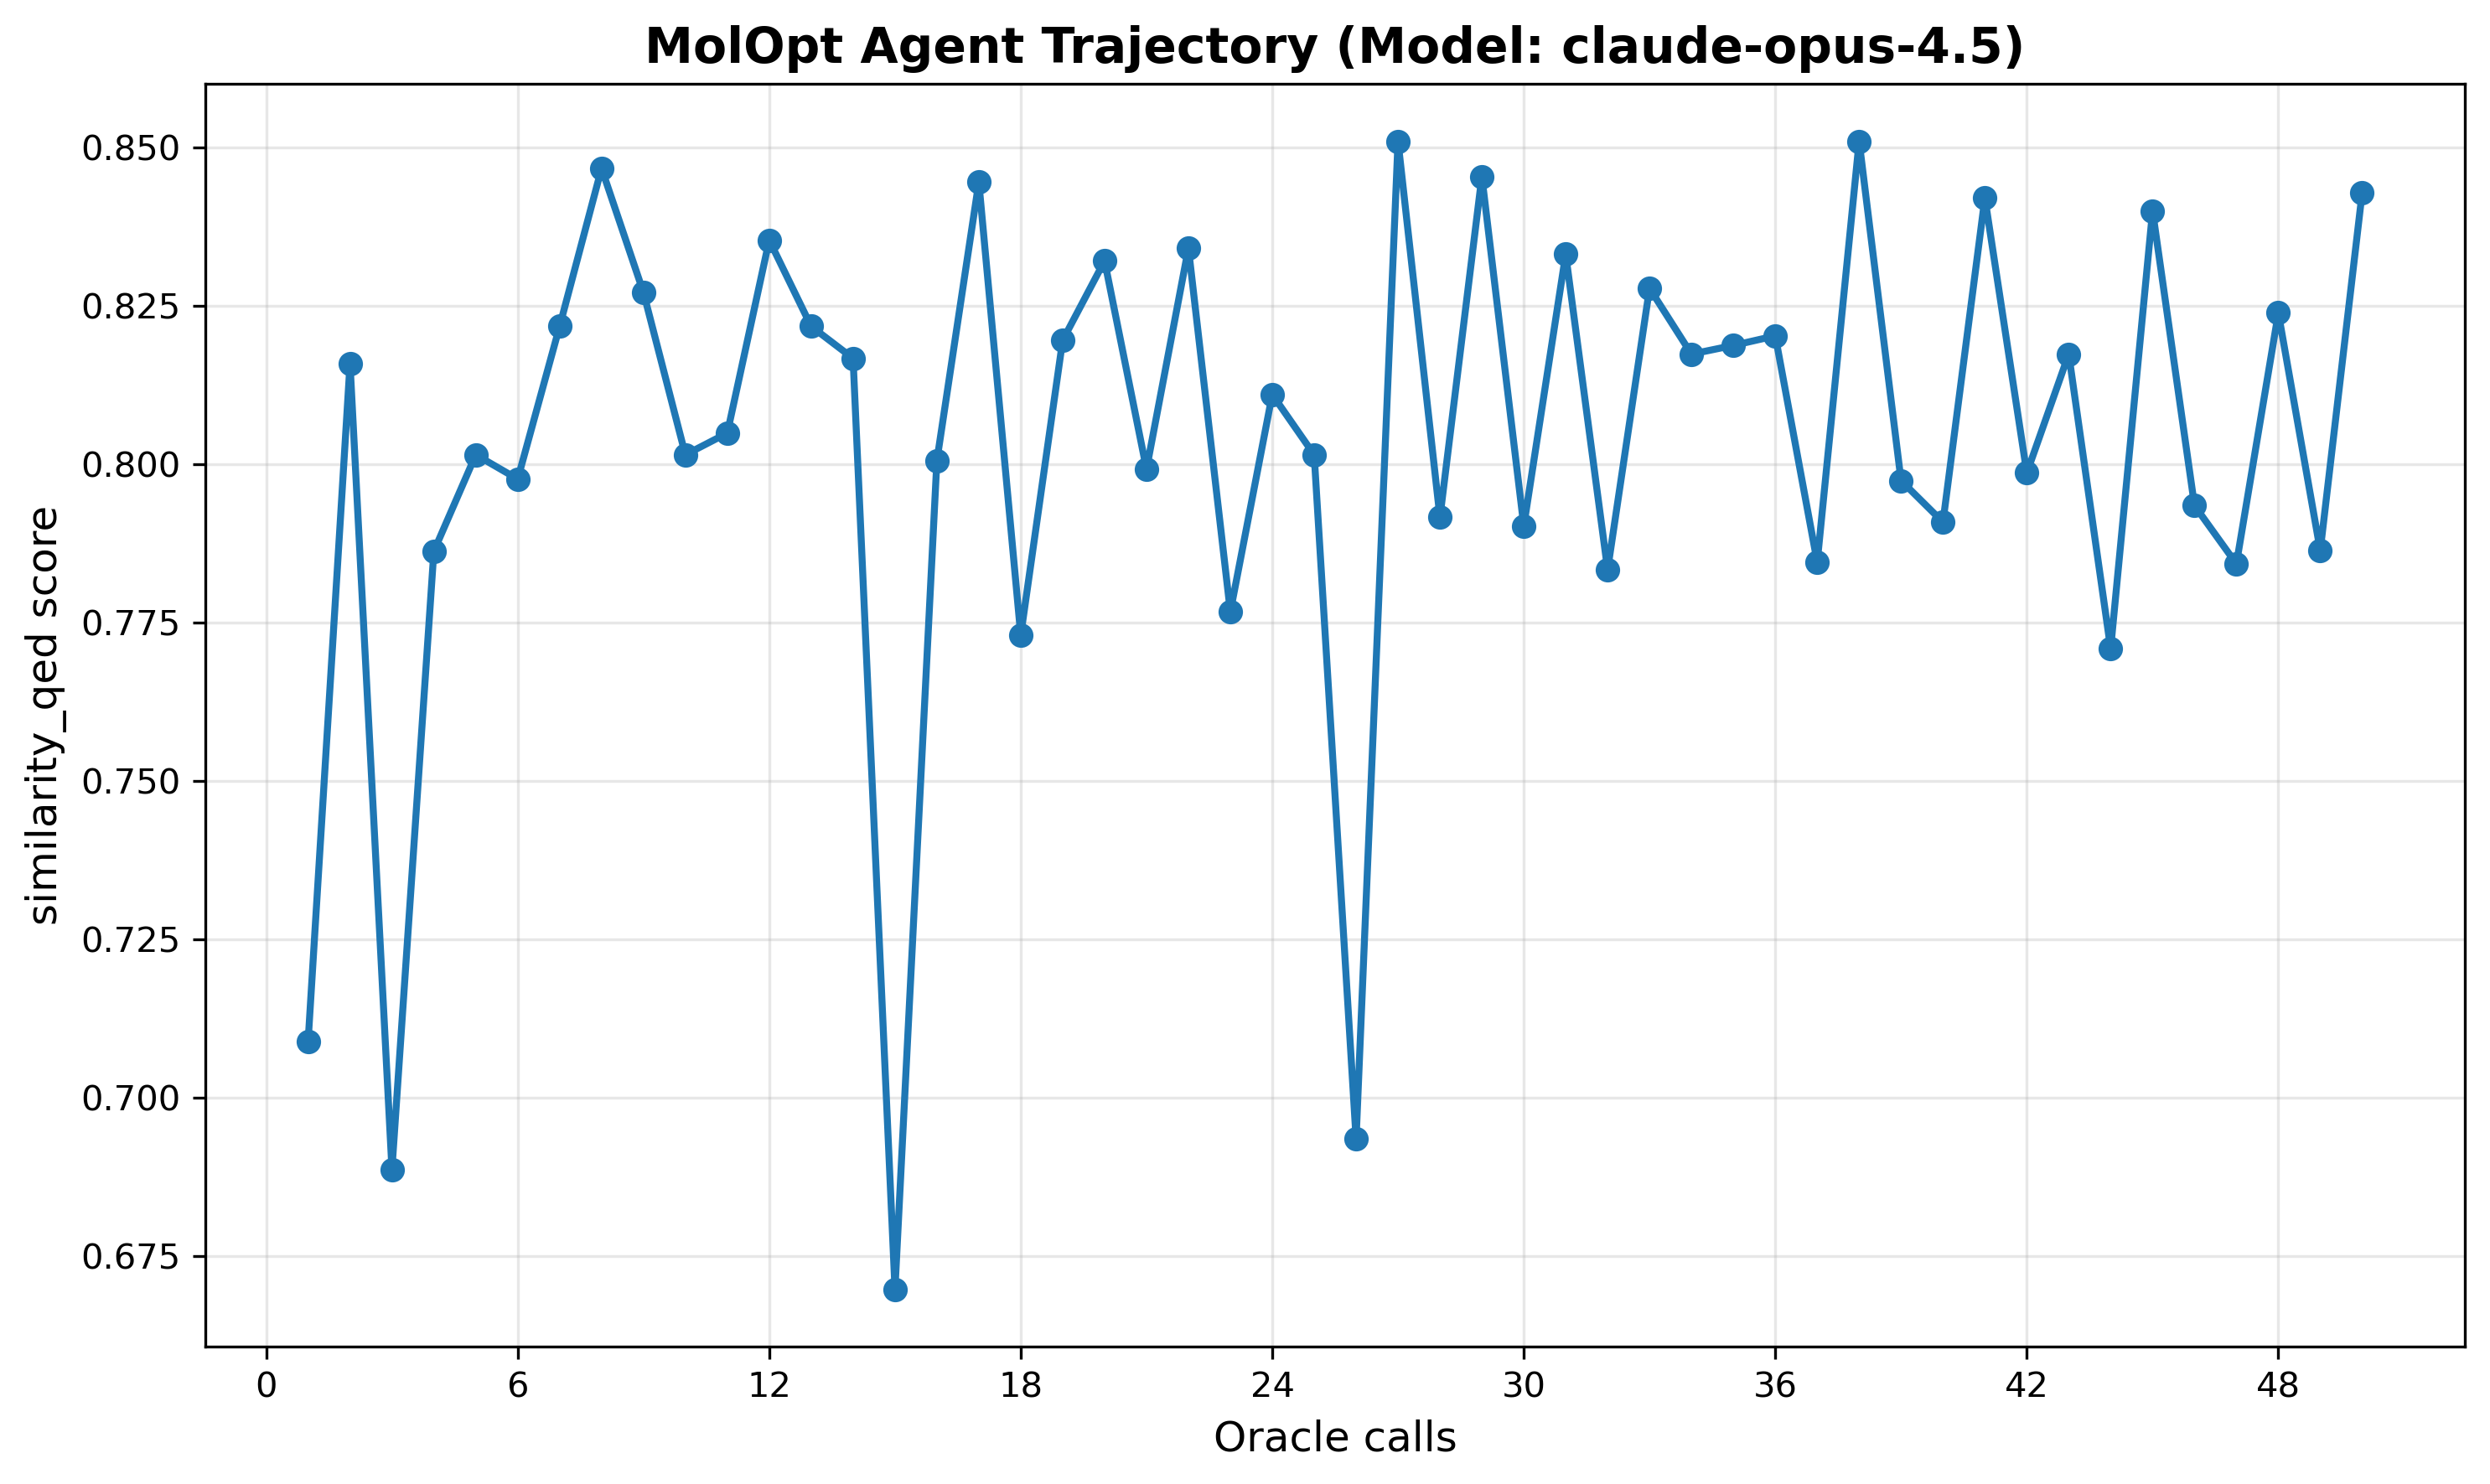 MolOpt Agent Trajectory (Model: claude-opus-4.5)
similarity_qed score
0.850
0.825
0.800
0.775
0.750
0.725
0.700
0.675
0 6 12 18 24 30 36 42 48
Oracle calls